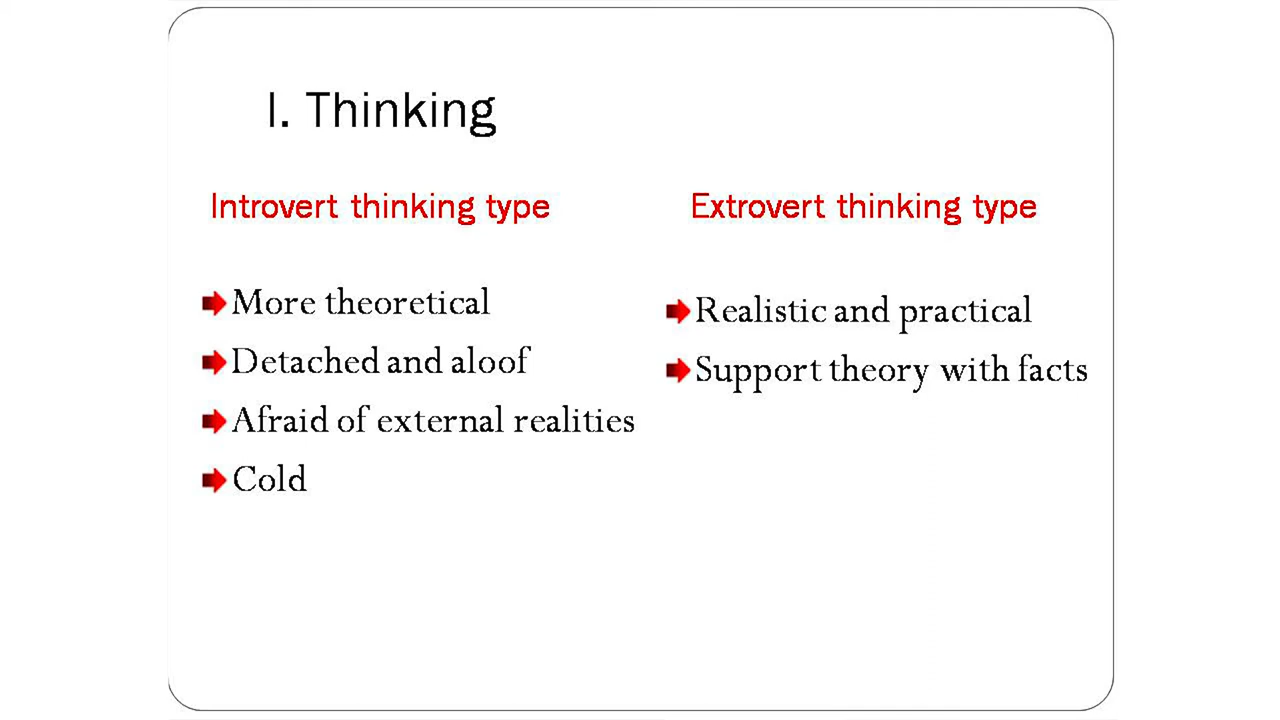 I. Thinking
Introvert thinking type
More theoretical
Detached and aloof
Afraid of external realities
Cold
Extrovert thinking type
Realistic and practical
Support theory with facts